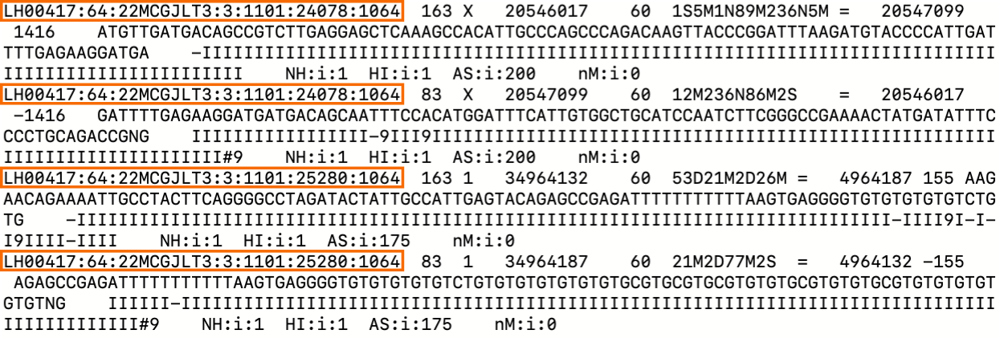 LH00417:64:22MCGJLT3:3:1101:24078:1064 163 X 20546017 60 1S5M1N89M236N5M = 20547099
1416 ATGTTGATGACAGCCGTCTTGAGGAGCTCAAAGCCACATTGCCCAGCCCAGACAAGTTACCCGGATTTAAGATGTACCCCATTGAT
TTTGAGAAGGATGA -IIIIIIIIIIIIIIIIIIIIIIIIIIIIIIIIIIIIIIIIIIIIIIIIIIIIIIIIIIIIIIIIIIIIIIIIIIII
IIIIIIIIIIIIIIIIIIIIIII NH:i:1 HI:i:1 AS:i:200 nM:i:0
LH00417:64:22MCGJLT3:3:1101:24078:1064 83 X 20547099 60 12M236N86M2S = 20546017
-1416 GATTTTGAGAAGGATGATGACAGCAATTTCCACATGGATTTCATTGTGGCTGCATCCAATCTTCGGGCCGAAAACTATGATATTTC
CCCTGCAGACCGNG IIIIIIIIIIIIIIIII-9III9IIIIIIIIIIIIIIIIIIIIIIIIIIIIIIIIIIIIIIIIIIIIIIIIIIIIII
IIIIIIIIIIIIIIIIIIIII#9 NH:i:1 HI:i:1 AS:i:200 nM:i:0
LH00417:64:22MCGJLT3:3:1101:25280:1064 163 1 34964132 60 53D21M2D26M = 4964187 155 AAG
AACAGAAAATTGCCTACTTCAGGGGCCTAGATACTATTGCCATTGAGTACAGAGCCGAGATTTTTTTTTTTAAGTGAGGGGTGTGTGTGTGTCTG
TG -IIIIIIIIIIIIIIIIIIIIIIIIIIIIIIIIIIIIIIIIIIIIIIIIIIIIIIIIIIIIIIIIIIIIIIIIIIIIII-IIII9I-I-
I9IIII-IIII NH:i:1 HI:i:1 AS:i:175 nM:i:0
LH00417:64:22MCGJLT3:3:1101:25280:1064 83 1 34964187 60 21M2D77M2S = 4964132 -155
AGAGCCGAGATTTTTTTTTTTAAGTGAGGGGTGTGTGTGTGTCTGTGTGTGTGTGTGTGCGTGCGTGCGTGTGTGCGTGTGTGCGTGTGTGTGT
GTGTNG IIIIII-IIIIIIIIIIIIIIIIIIIIIIIIIIIIIIIIIIIIIIIIIIIIIIIIIIIIIIIIIIIIIIIIIIIIIIIIIIIIII
IIIIIIIIIIIII#9 NH:i:1 HI:i:1 AS:i:175 nM:i:0